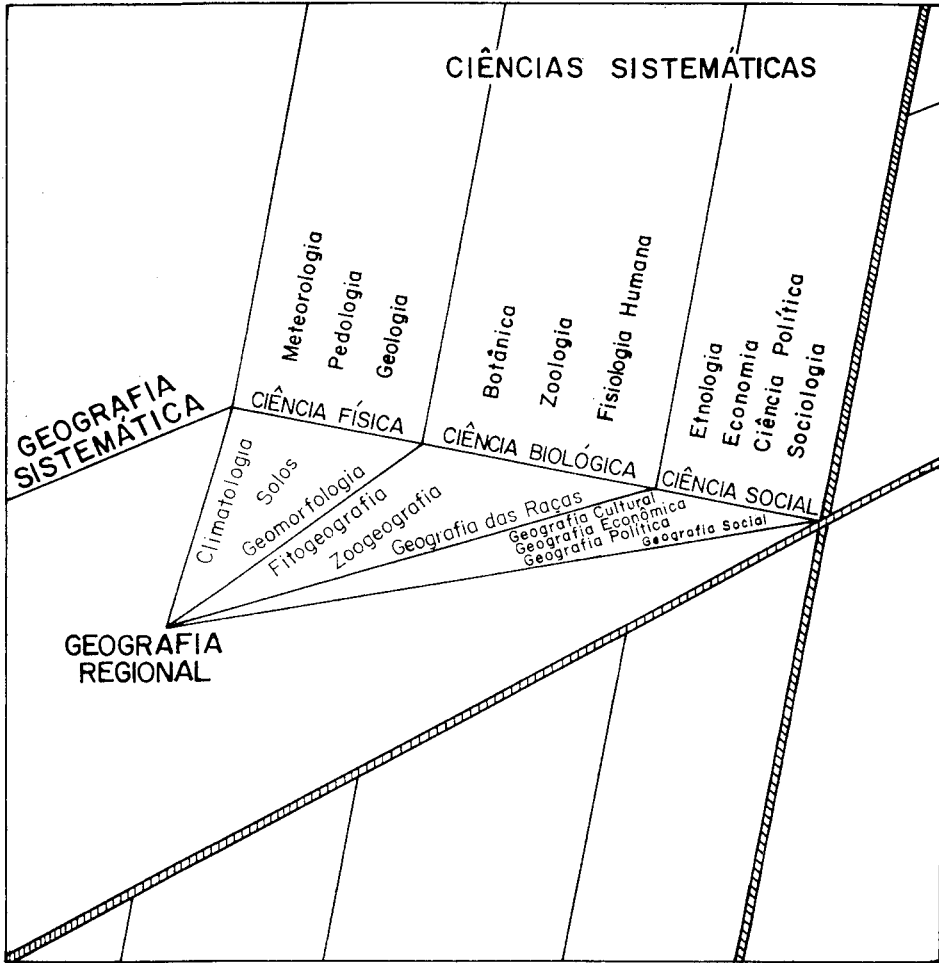 CIÊNCIAS SISTEMÁTICAS
Meteorologia
Pedologia
Geologia
Botânica
Zoologia
Fisiologia Humana
Etnologia
Economia
Ciência Política
Sociologia
GEOGRAFIA
SISTEMÁTICA
CIÊNCIA FÍSICA
CIÊNCIA BIOLÓGICA
CIÊNCIA SOCIAL
Climatologia
Solos
Geomorfologia
Fitogeografia
Zoogeografia
Geografia das Raças
Geografia Cultural
Geografia Econômica
Geografia Política
Geografia Social
GEOGRAFIA
REGIONAL